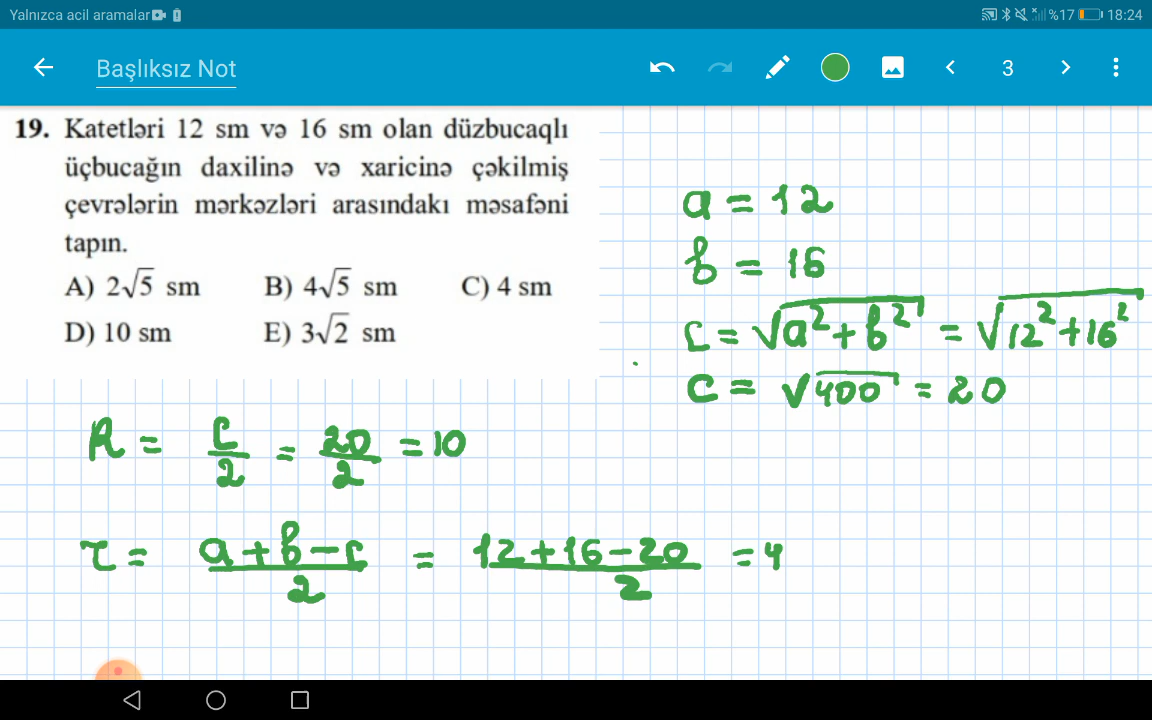 Yalnızca acil aramalar %17 18:24
Başlıksız Not 3
19. Katetləri 12 sm və 16 sm olan düzbucaqlı
üçbucağın daxilinə və xaricinə çəkilmiş
çevrələrin mərkəzləri arasındakı məsafəni
tapın.
A) 2√5 sm B) 4√5 sm C) 4 sm
D) 10 sm E) 3√2 sm
a = 12
b = 16
c = √a²+b² = √12²+16²
c = √400 = 20
R = c/2 = 20/2 = 10
r = a+b-c/2 = 12+16-20/2 = 4